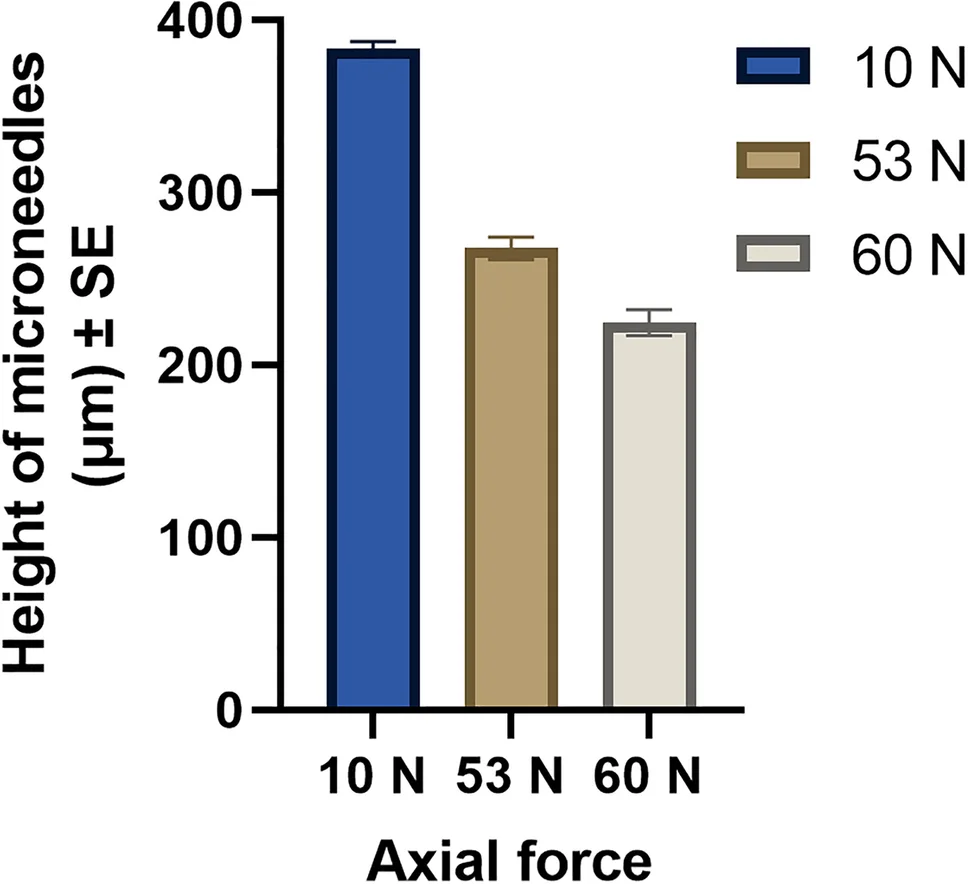 Height of microneedles
(μm) ± SE
400
300
200
100
0
10 N 53 N 60 N
Axial force
10 N
53 N
60 N